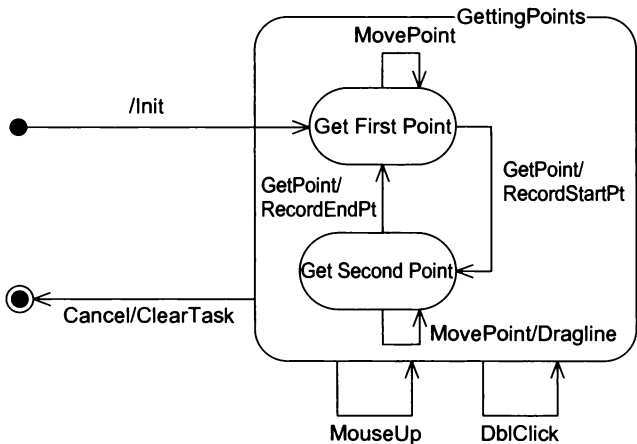 GettingPoints
MovePoint
/Init
Get First Point
GetPoint/
RecordStartPt
GetPoint/
RecordEndPt
Get Second Point
Cancel/ClearTask
MovePoint/Dragline
MouseUp
DblClick